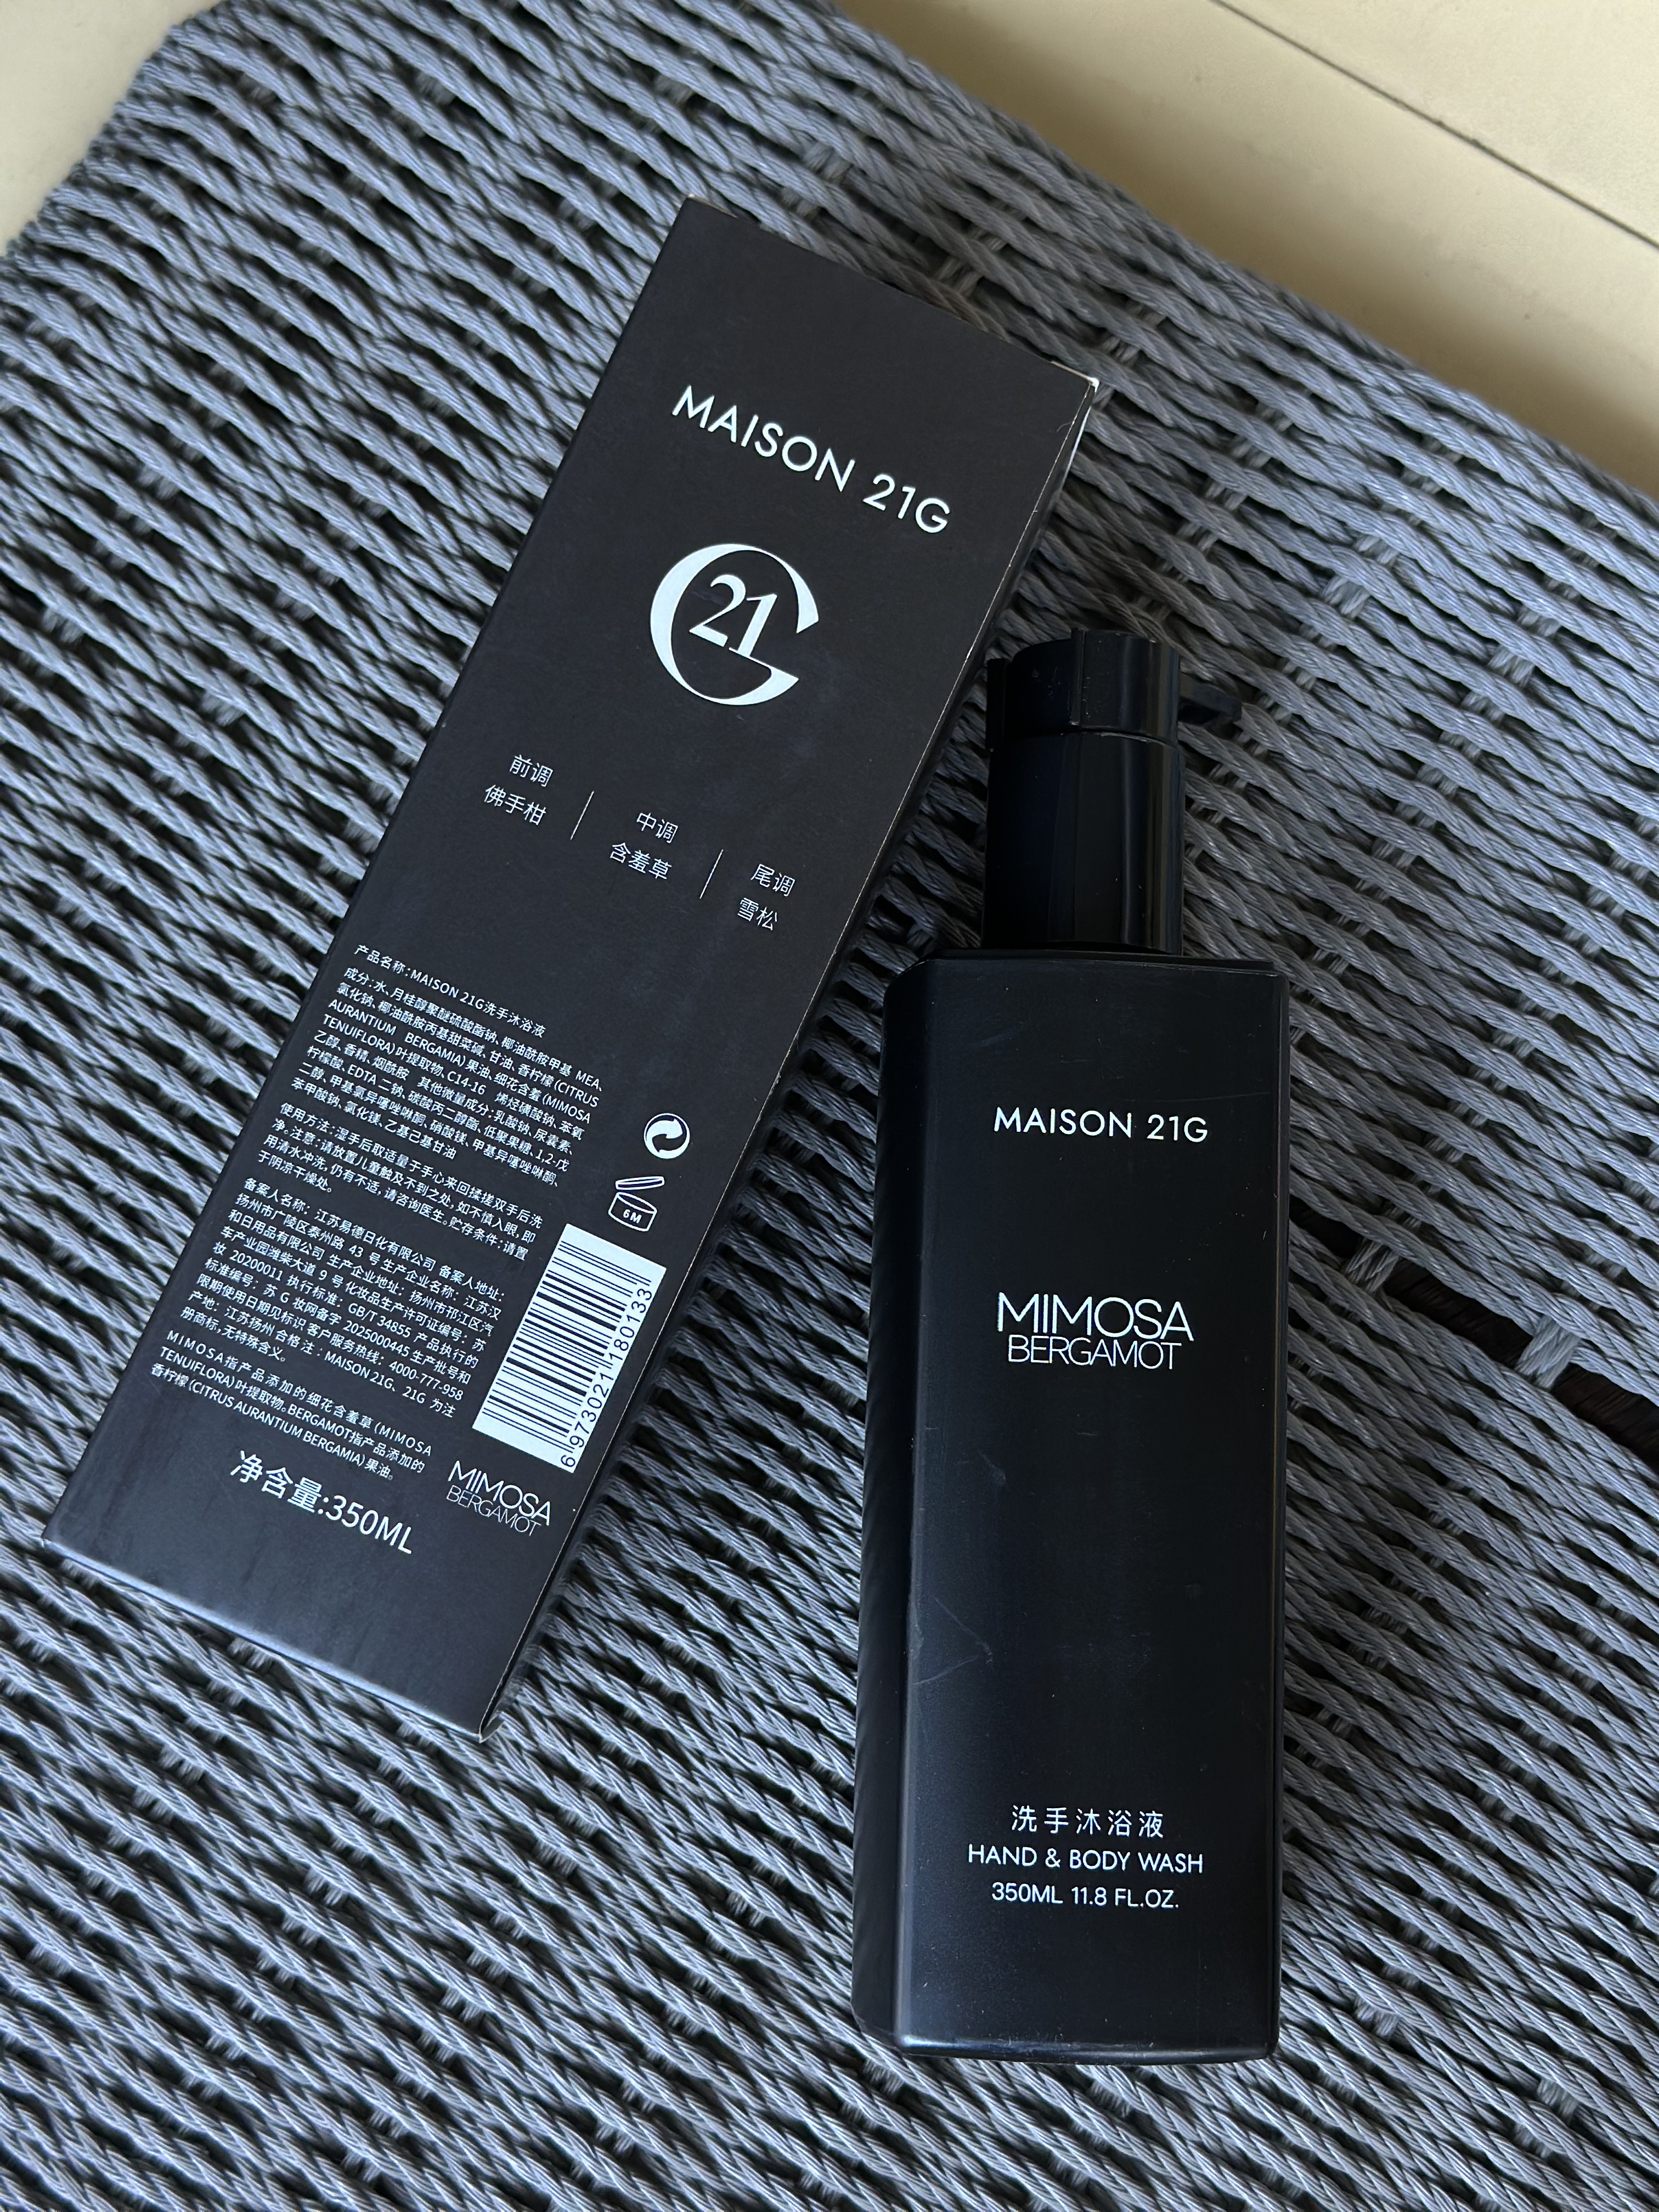 MAISON 21G
21
G
前调
佛手柑
中调
含羞草
尾调
雪松
产品名称：MAISON 21G洗手沐浴液
成分：水、月桂醇聚醚硫酸酯钠、椰油酰胺甲基 MEA、
氯化钠、椰油酰胺丙基甜菜碱、甘油、香柠檬（CITRUS
AURANTIUM BERGAMIA）果油、细花含羞（MIMOSA
TENUIFLORA）叶提取物、C14-16 烯烃磺酸钠、苯氧
乙醇、香精、烟酰胺 其他微量成分：乳酸钠、尿囊素、
柠檬酸、EDTA 二钠、碳酸丙二醇酯、低聚果糖、1,2-戊
二醇、甲基氯异噻唑啉酮、硝酸镁、甲基异噻唑啉酮、
苯甲酸钠、氯化镁、乙基己基甘油
使用方法：湿手后取适量于手心来回揉搓双手后洗
净。注意：请放置儿童触及不到之处，如不慎入眼，即
用清水冲洗，仍有不适，请咨询医生。贮存条件：请置
于阴凉干燥处。
备案人名称：江苏易德日化有限公司 备案人地址：
扬州市广陵区泰州路 43 号 生产企业名称：江苏汉
和日用品有限公司 生产企业地址：扬州市邗江区汽
车产业园潍柴大道 9 号 化妆品生产许可证编号：苏
妆 20200011 执行标准：GB/T 34855 产品执行的
标准编号：苏 G 妆网备字 2025000445 生产批号和
限期使用日期见标识 客户服务热线：4000-777-958
产地：江苏扬州 合格 注：MAISON 21G、21G 为注
册商标，无特殊含义。
MIMOSA指产品添加的细花含羞草（MIMOSA
TENUIFLORA）叶提取物。BERGAMOT指产品添加的
香柠檬（CITRUS AURANTIUM BERGAMIA）果油。
净含量：350ML
6M
6 973021 180133
MIMOSA
BERGAMOT
MAISON 21G
MIMOSA
BERGAMOT
洗手沐浴液
HAND & BODY WASH
350ML 11.8 FL.OZ.